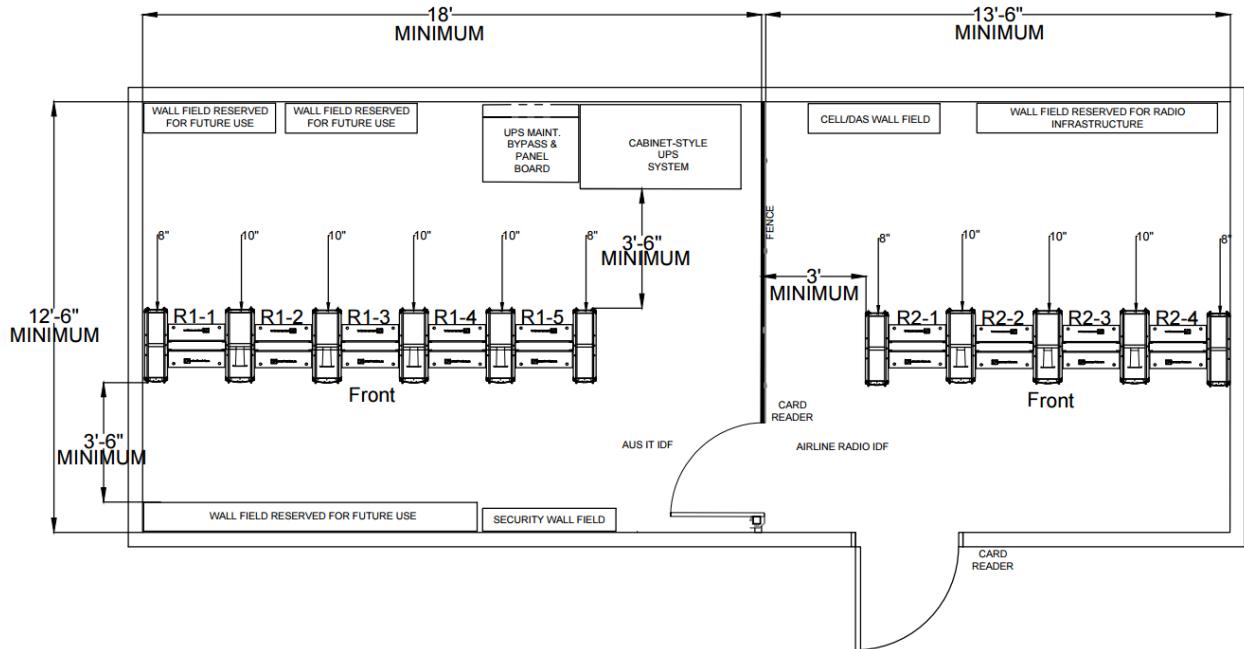 18'
MINIMUM
13'-6"
MINIMUM
WALL FIELD RESERVED
FOR FUTURE USE
WALL FIELD RESERVED
FOR FUTURE USE
UPS MAINT.
BYPASS &
PANEL
BOARD
CABINET-STYLE
UPS
SYSTEM
CELL/DAS WALL FIELD
WALL FIELD RESERVED FOR RADIO
INFRASTRUCTURE
FENCE
8"
10"
10"
10"
10"
8"
3'-6"
MINIMUM
8"
10"
10"
10"
8"
3'
MINIMUM
12'-6"
MINIMUM
R1-1
R1-2
R1-3
R1-4
R1-5
R2-1
R2-2
R2-3
R2-4
Front
Front
CARD
READER
3'-6"
MINIMUM
AUS IT IDF
AIRLINE RADIO IDF
WALL FIELD RESERVED FOR FUTURE USE
SECURITY WALL FIELD
CARD
READER